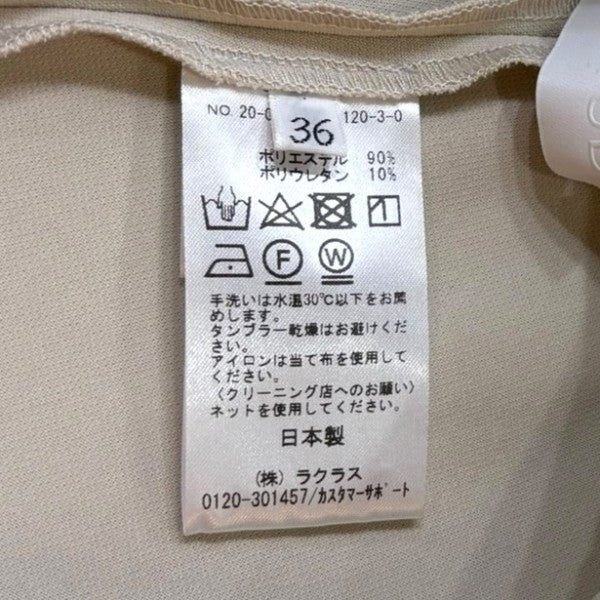 NO. 20-
120-3-0
36
ポリエステル 90%
ポリウレタン 10%
F
W
手洗いは水温30℃以下をお薦
めします。
タンブラー乾燥はお避けくだ
さい。
アイロンは当て布を使用して
ください。
〈クリーニング店へのお願い〉
ネットを使用してください。
日本製
(株) ラクラス
0120-301457/カスタマーサポート